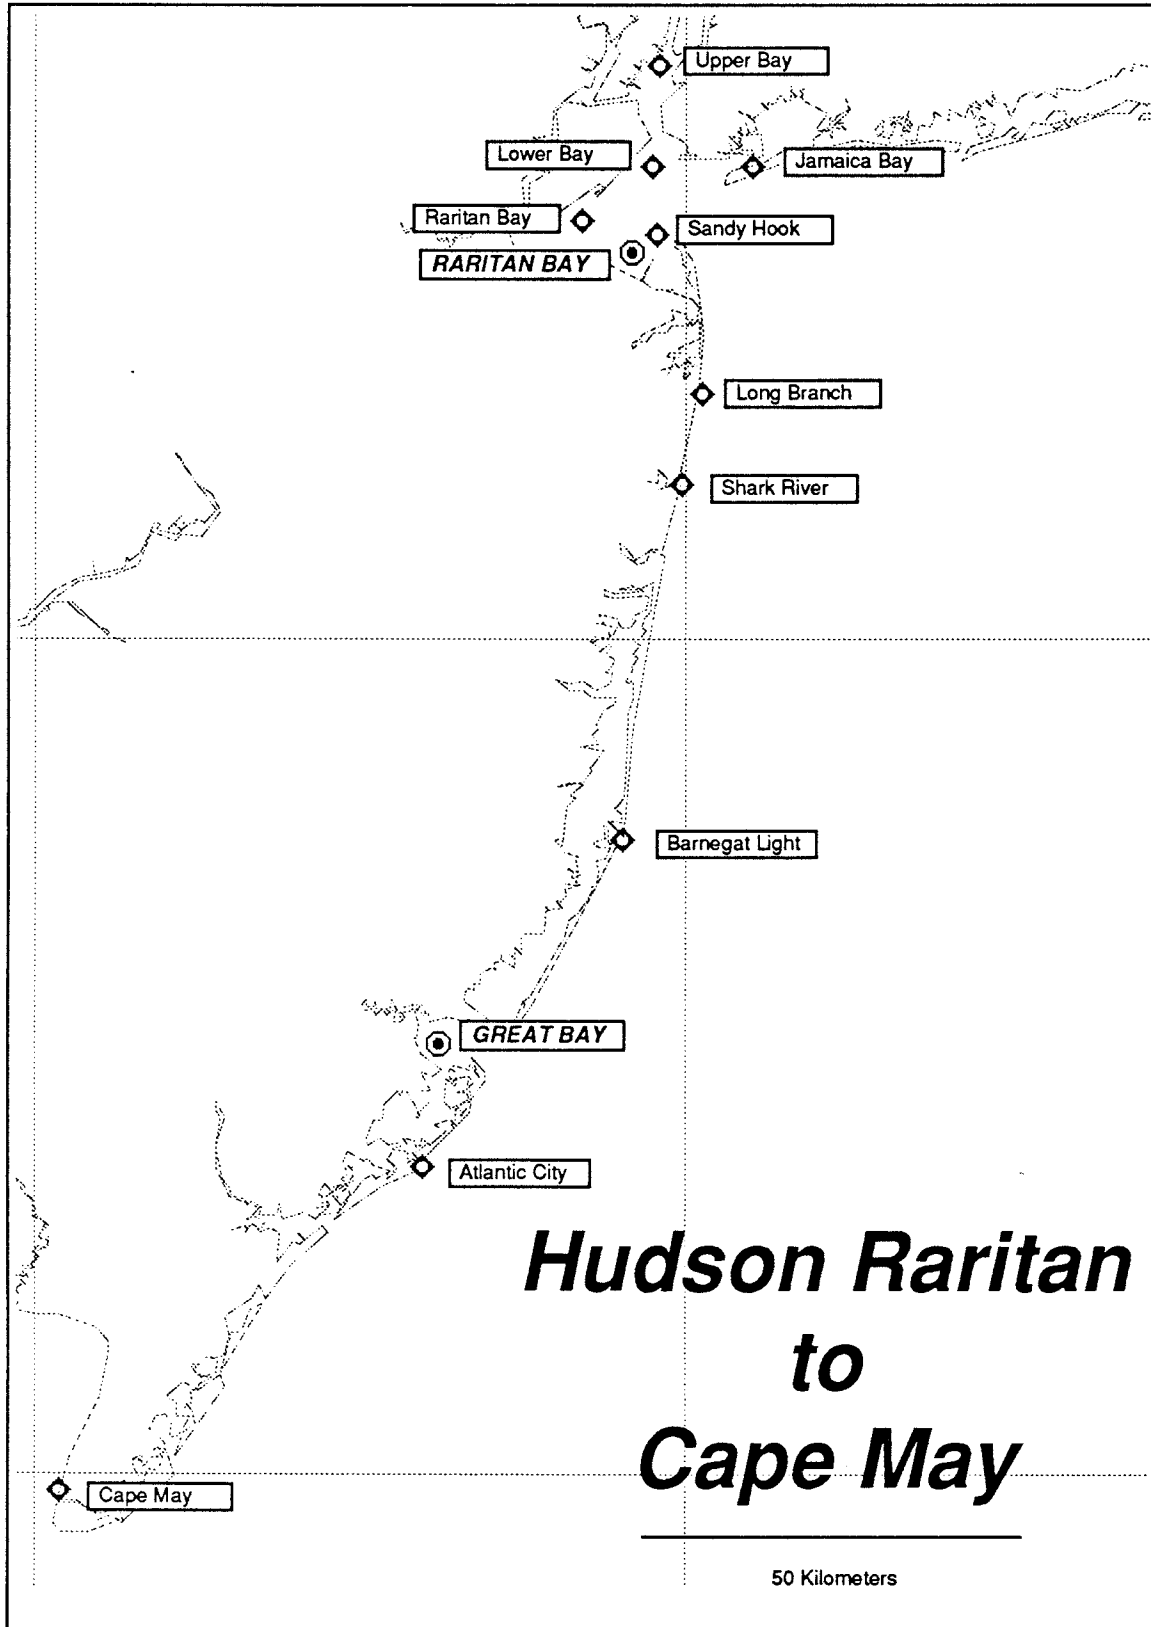 Upper Bay
Lower Bay
Jamaica Bay
Raritan Bay
Sandy Hook
RARITAN BAY
Long Branch
Shark River
Barnegat Light
GREAT BAY
Atlantic City
Hudson Raritan
to
Cape May
Cape May
50 Kilometers